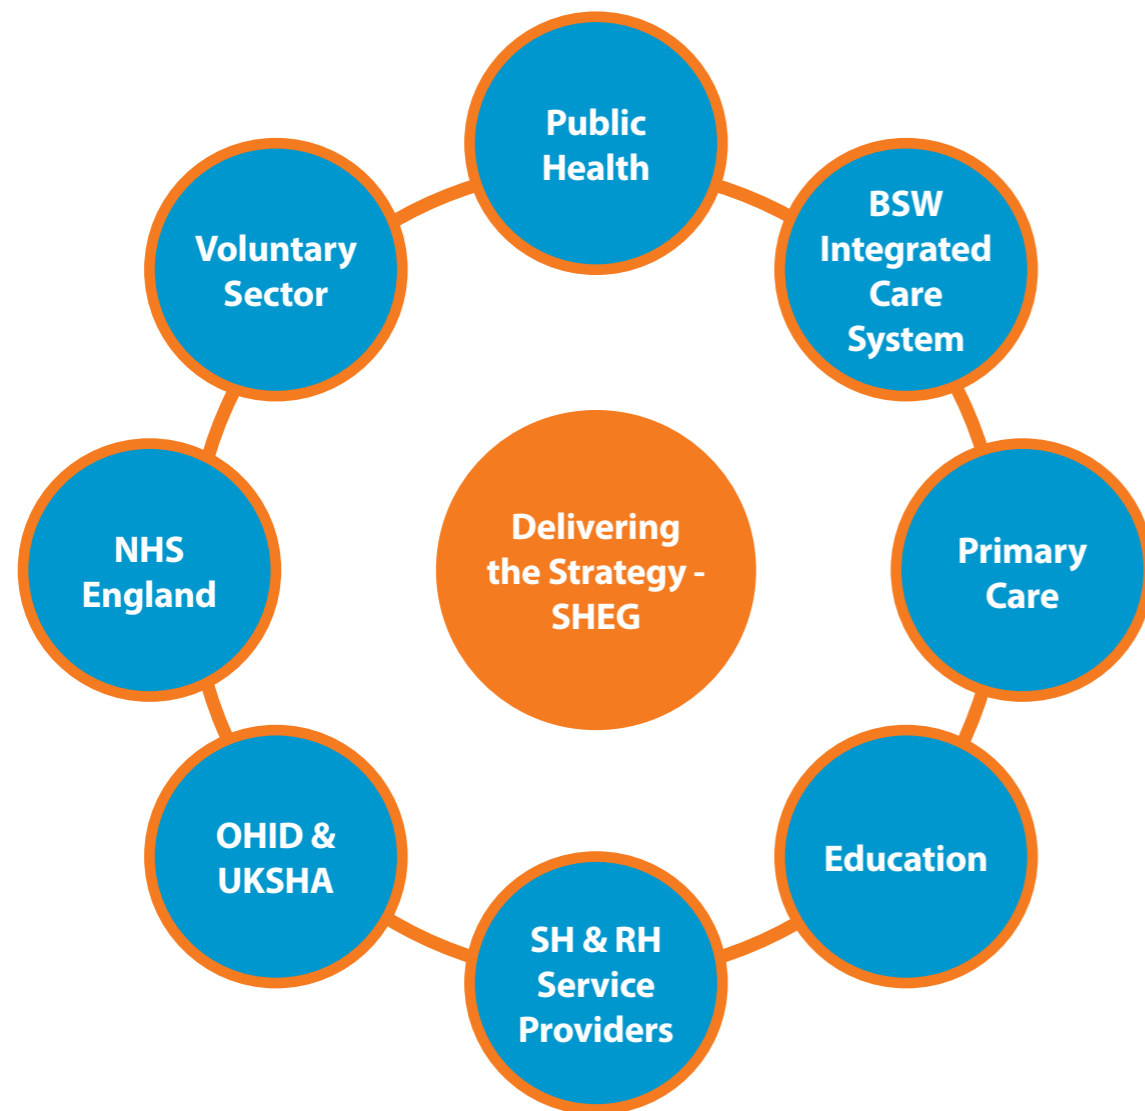 Public
Health
BSW
Integrated
Care
System
Primary
Care
Education
SH & RH
Service
Providers
OHID &
UKSHA
NHS
England
Voluntary
Sector
Delivering
the Strategy -
SHEG